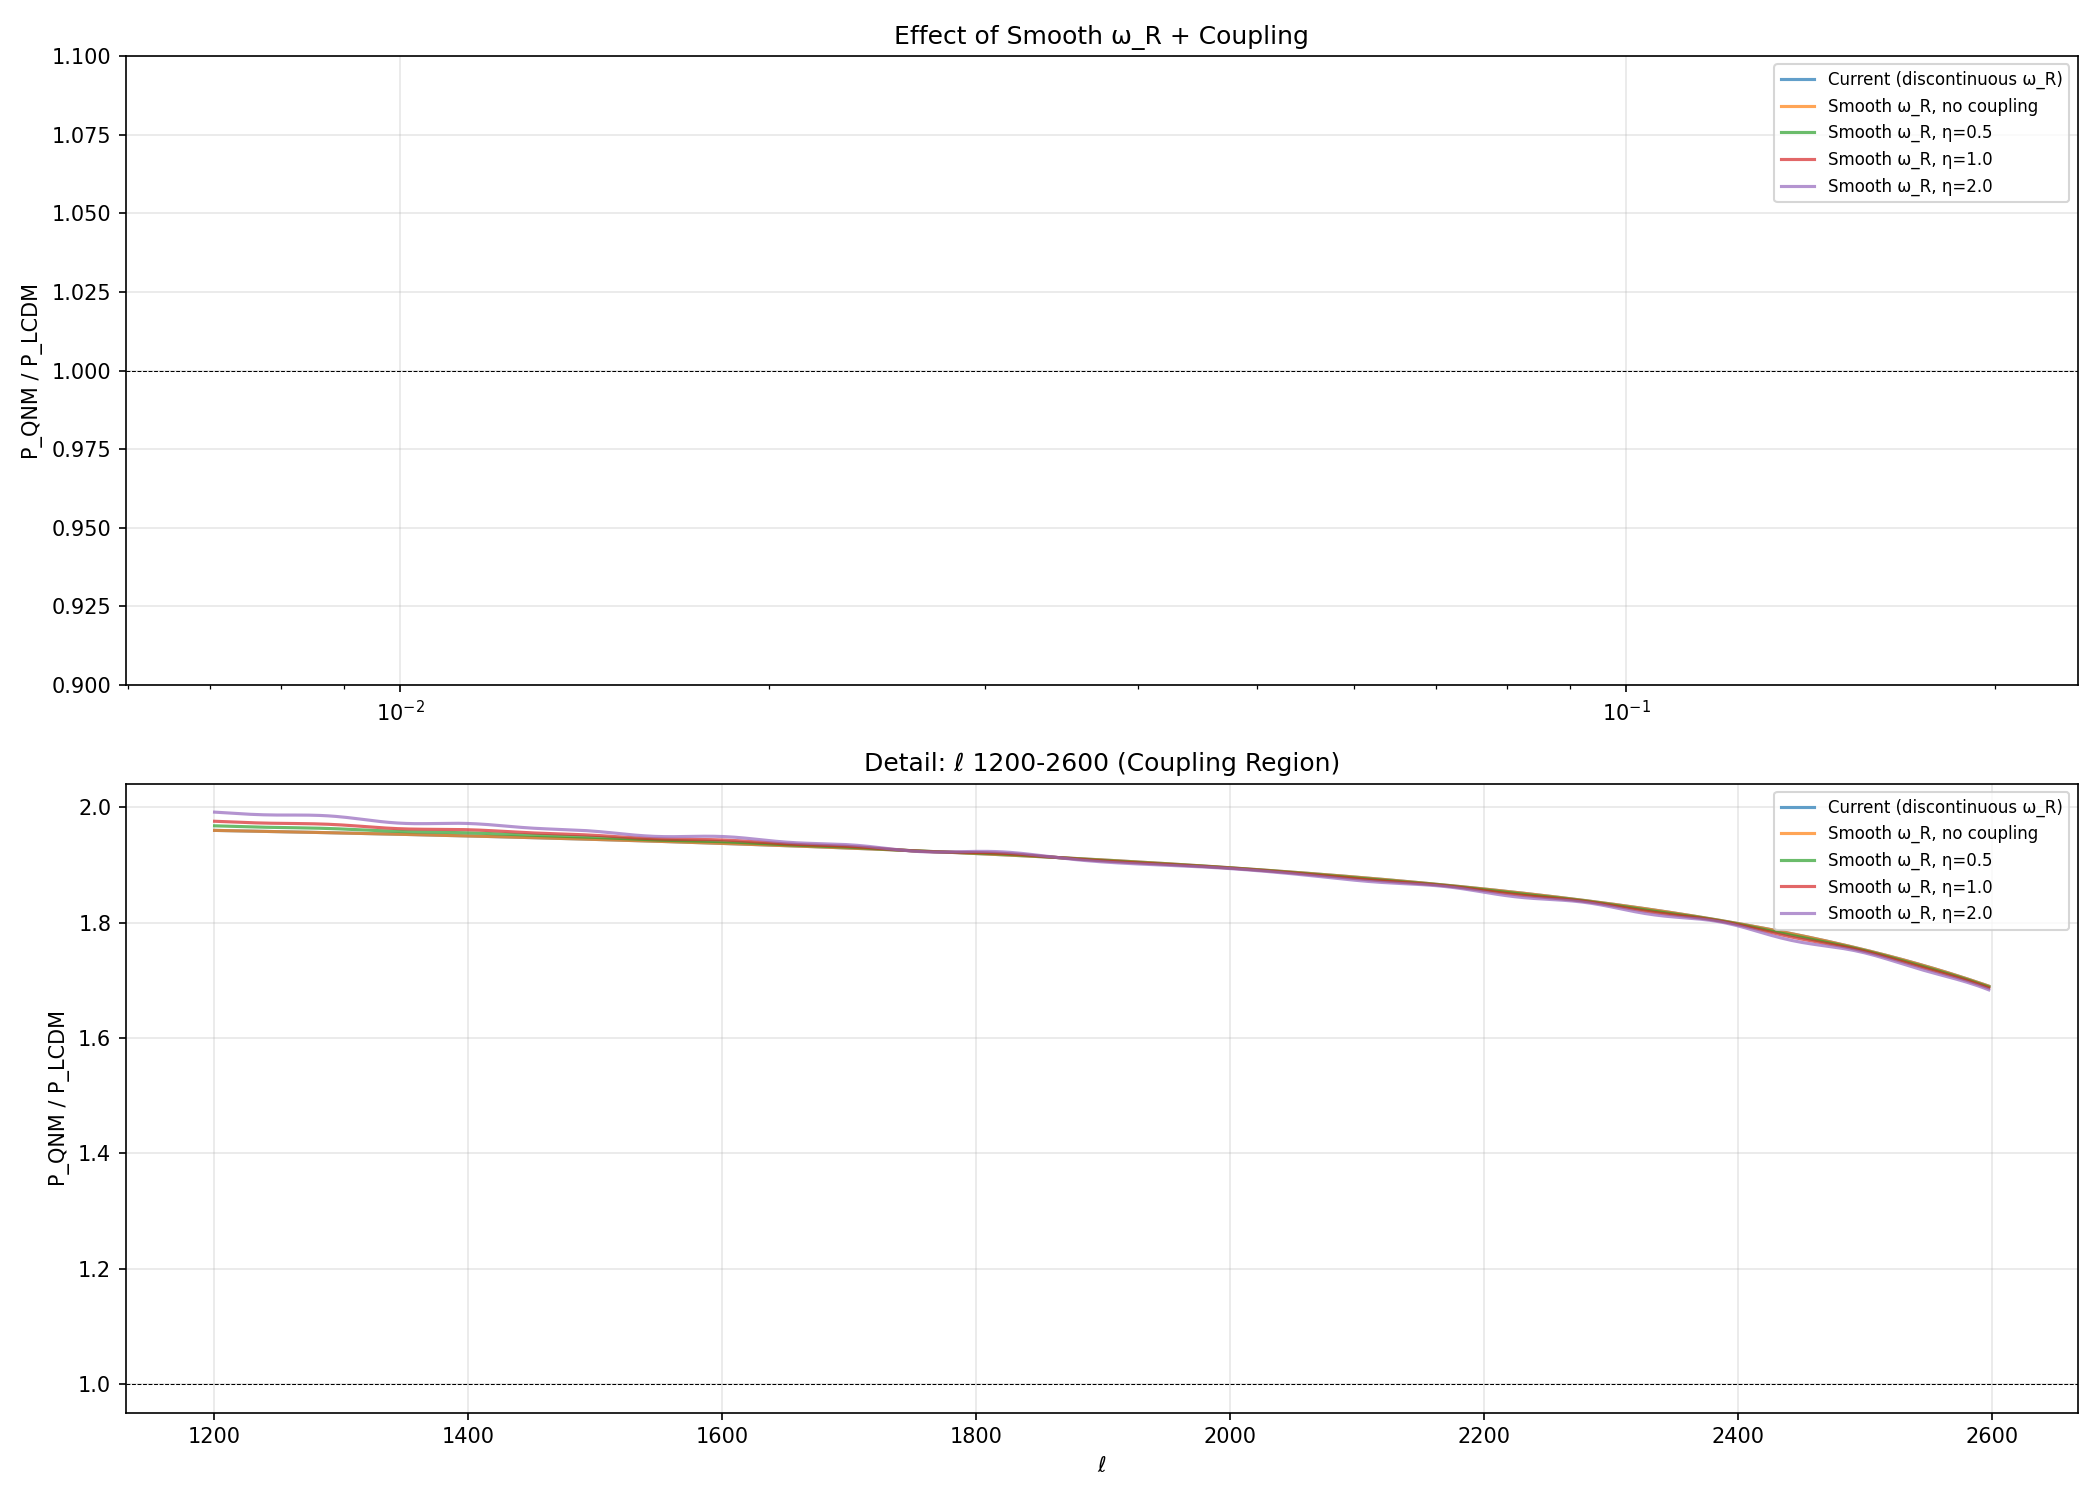 Effect of Smooth ω_R + Coupling
1.100
1.075
1.050
1.025
1.000
0.975
0.950
0.925
0.900
P_QNM / P_LCDM
Current (discontinuous ω_R)
Smooth ω_R, no coupling
Smooth ω_R, η=0.5
Smooth ω_R, η=1.0
Smooth ω_R, η=2.0
10⁻²
10⁻¹
Detail: ℓ 1200-2600 (Coupling Region)
2.0
1.8
1.6
1.4
1.2
1.0
P_QNM / P_LCDM
Current (discontinuous ω_R)
Smooth ω_R, no coupling
Smooth ω_R, η=0.5
Smooth ω_R, η=1.0
Smooth ω_R, η=2.0
1200 1400 1600 1800 2000 2200 2400 2600
ℓ